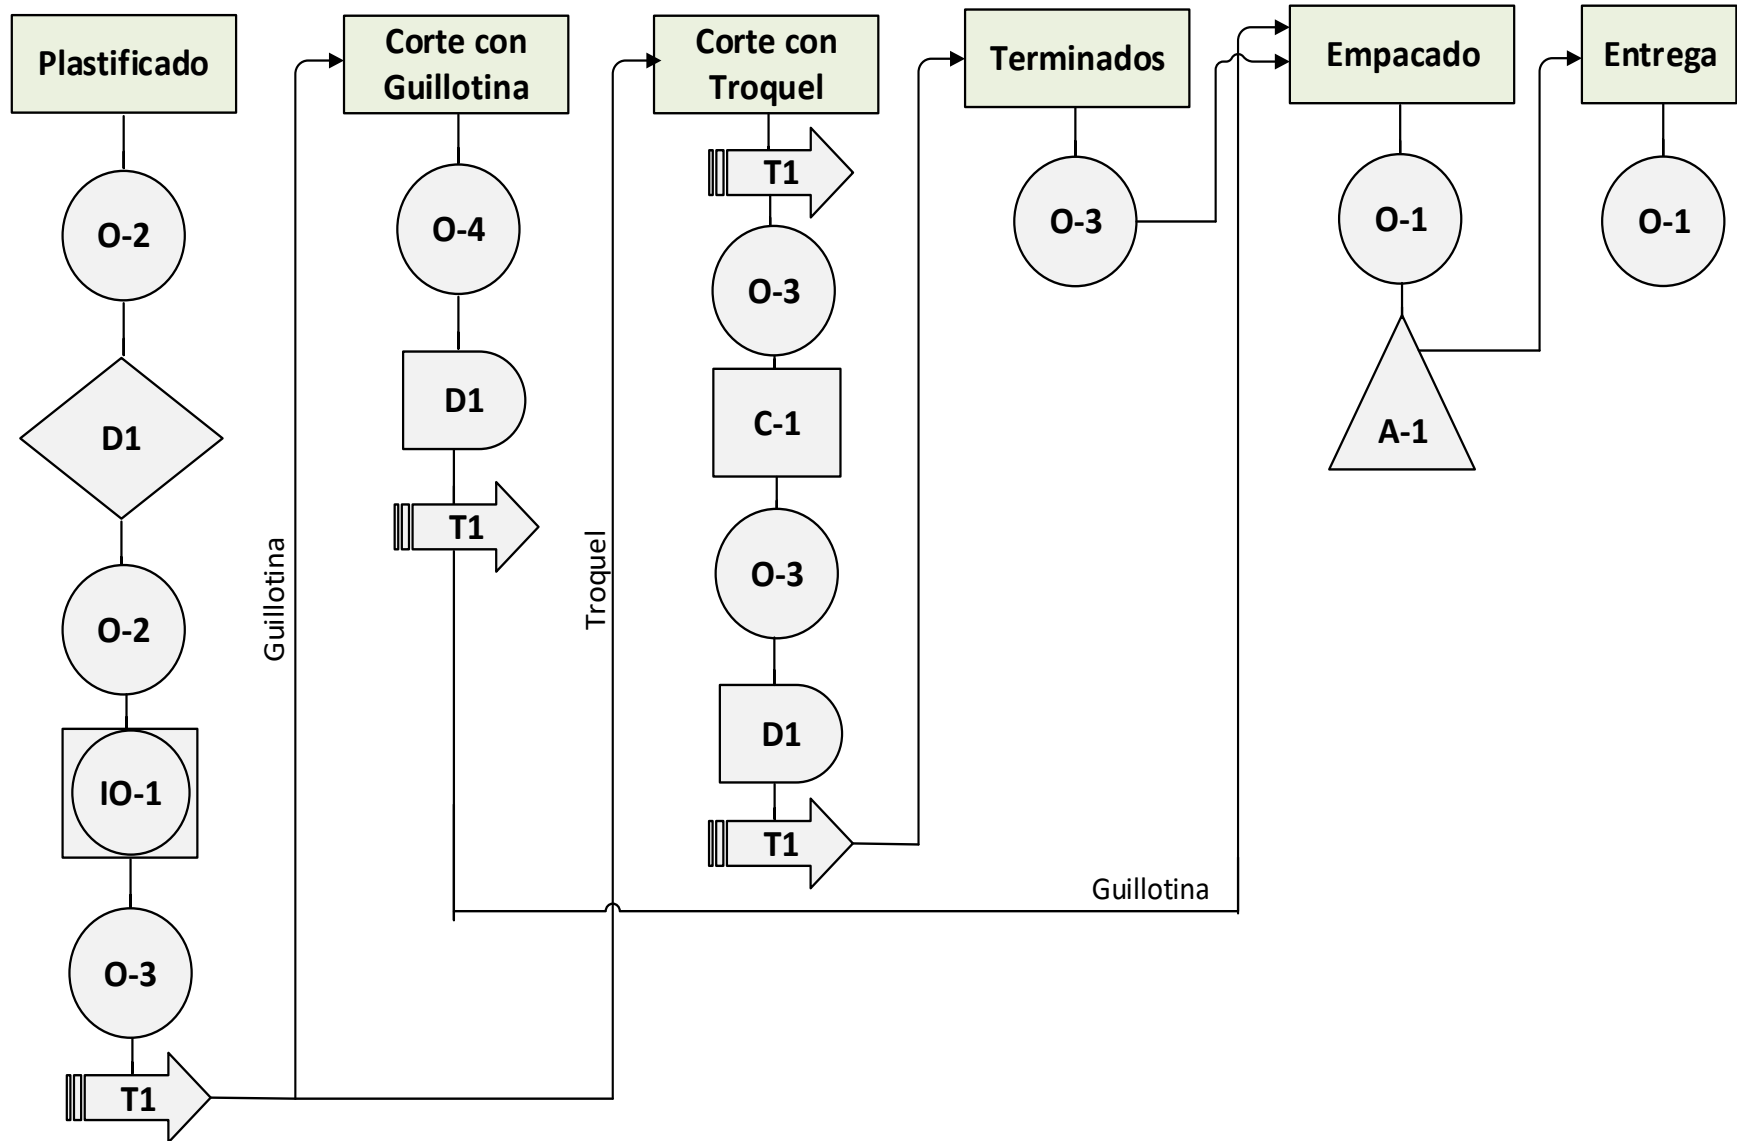 Plastificado
O-2
D1
O-2
IO-1
O-3
T1
Guillotina
Corte con
Guillotina
O-4
D1
T1
Troquel
Corte con
Troquel
T1
O-3
C-1
O-3
D1
T1
Terminados
O-3
Guillotina
Empacado
O-1
A-1
Entrega
O-1